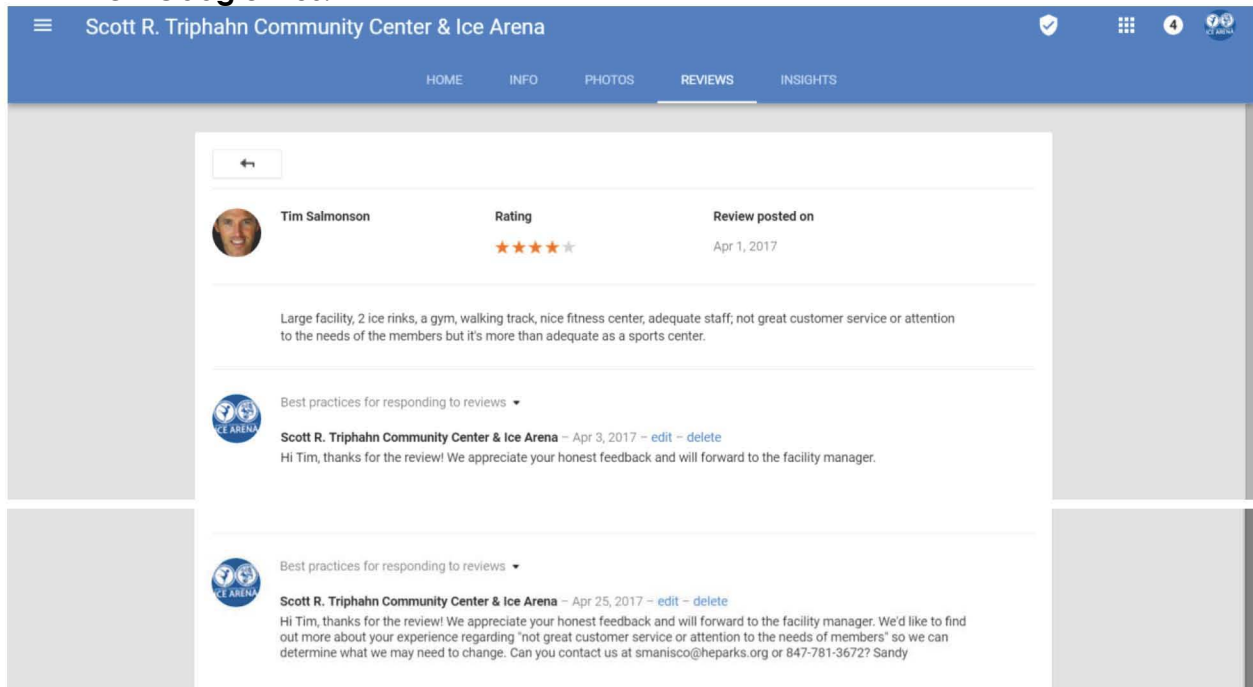 Scott R. Triphahn Community Center & Ice Arena
4
ICE ARENA
HOME INFO PHOTOS REVIEWS INSIGHTS
Tim Salmonson Rating Review posted on
Apr 1, 2017
Large facility, 2 ice rinks, a gym, walking track, nice fitness center, adequate staff; not great customer service or attention
to the needs of the members but it's more than adequate as a sports center.
Best practices for responding to reviews
ICE ARENA
Scott R. Triphahn Community Center & Ice Arena – Apr 3, 2017 – edit – delete
Hi Tim, thanks for the review! We appreciate your honest feedback and will forward to the facility manager.
Best practices for responding to reviews
ICE ARENA
Scott R. Triphahn Community Center & Ice Arena – Apr 25, 2017 – edit – delete
Hi Tim, thanks for the review! We appreciate your honest feedback and will forward to the facility manager. We'd like to find
out more about your experience regarding "not great customer service or attention to the needs of members" so we can
determine what we may need to change. Can you contact us at smanisco@heparks.org or 847-781-3672? Sandy